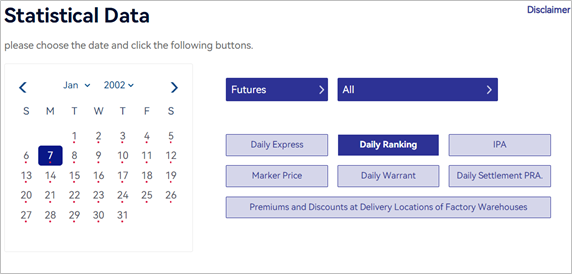 Statistical Data
Disclaimer
please choose the date and click the following buttons.
Jan 2002
S M T W T F S
1 2 3 4 5
6 7 8 9 10 11 12
13 14 15 16 17 18 19
20 21 22 23 24 25 26
27 28 29 30 31
Futures All
Daily Express Daily Ranking IPA
Marker Price Daily Warrant Daily Settlement PRA.
Premiums and Discounts at Delivery Locations of Factory Warehouses